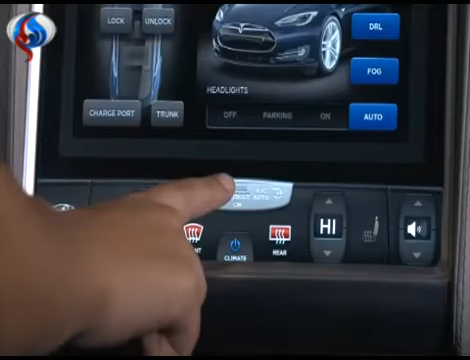 LOCK
UNLOCK
CHARGE PORT
TRUNK
DRL
FOG
HEADLIGHTS
OFF
PARKING
ON
AUTO
A/C
AUTO
ON
CLIMATE
REAR
HI